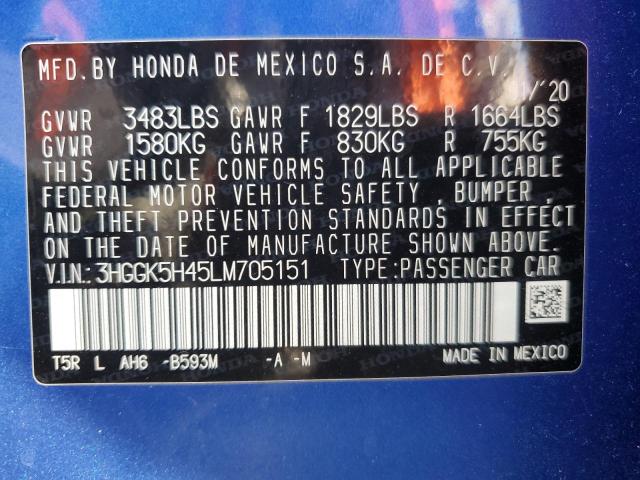 MFD. BY HONDA DE MEXICO S.A. DE C.V.
GVWR 3483LBS GAWR F 1829LBS R 1664LBS
GVWR 1580KG GAWR F 830KG R 755KG
THIS VEHICLE CONFORMS TO ALL APPLICABLE
FEDERAL MOTOR VEHICLE SAFETY , BUMPER ,
AND THEFT PREVENTION STANDARDS IN EFFECT
ON THE DATE OF MANUFACTURE SHOWN ABOVE.
V.I.N.: 3HGGK5H45LM705151 TYPE:PASSENGER CAR
T5R L AH6 -B593M -A -M MADE IN MEXICO